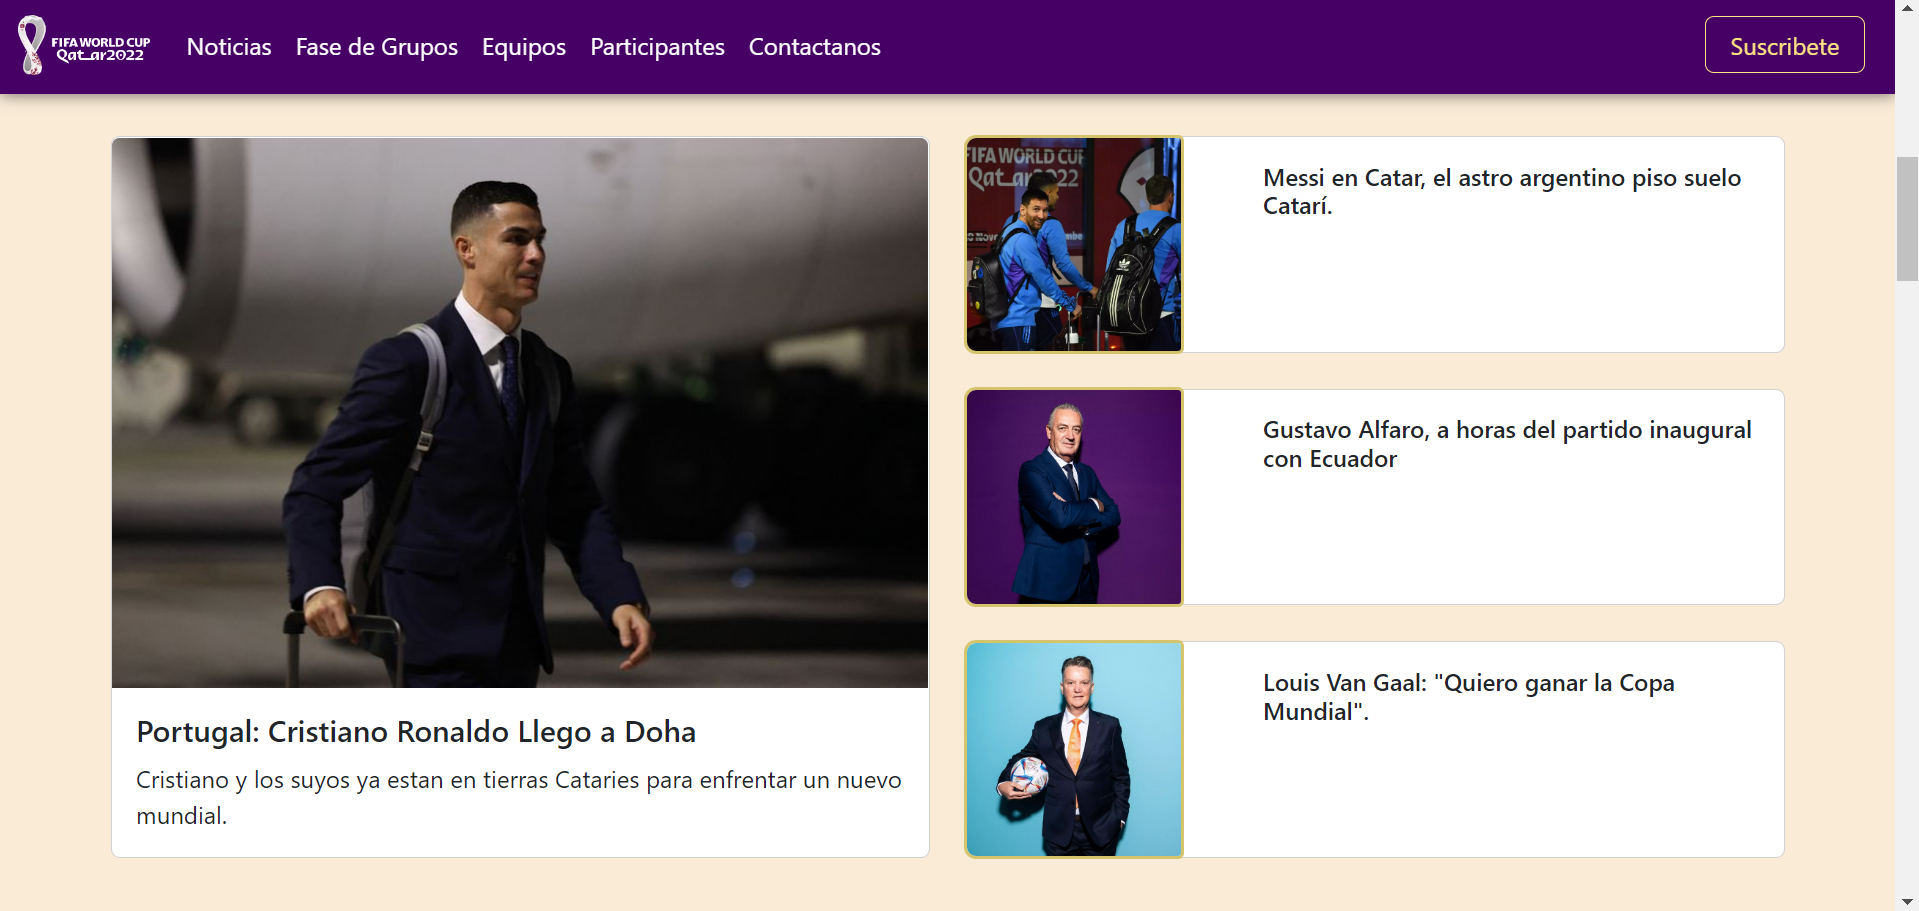 FIFA WORLD CUP
Qatar2022
Noticias
Fase de Grupos
Equipos
Participantes
Contactanos
Suscribete
Portugal: Cristiano Ronaldo Llego a Doha
Cristiano y los suyos ya estan en tierras Cataries para enfrentar un nuevo
mundial.
FIFA WORLD CUP
Qatar2022
Messi en Catar, el astro argentino piso suelo
Catarí.
Gustavo Alfaro, a horas del partido inaugural
con Ecuador
Louis Van Gaal: "Quiero ganar la Copa
Mundial".